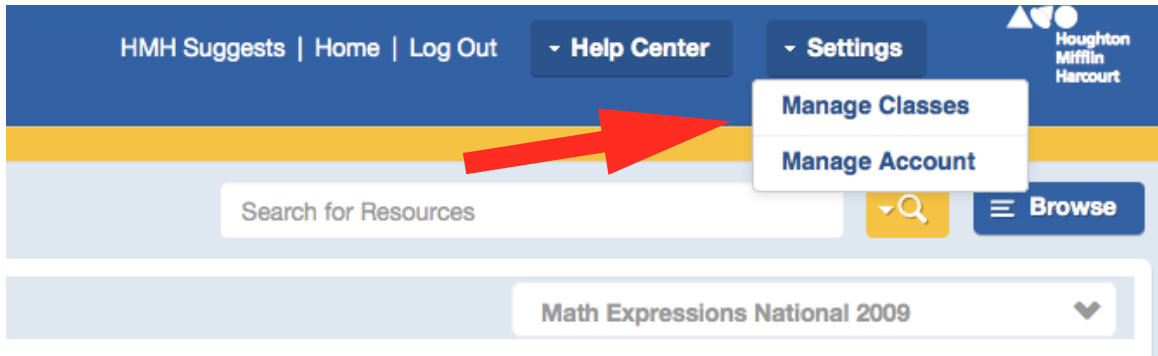 HMH Suggests | Home | Log Out
Help Center
Settings
Houghton
Mifflin
Harcourt
Manage Classes
Manage Account
Search for Resources
Browse
Math Expressions National 2009